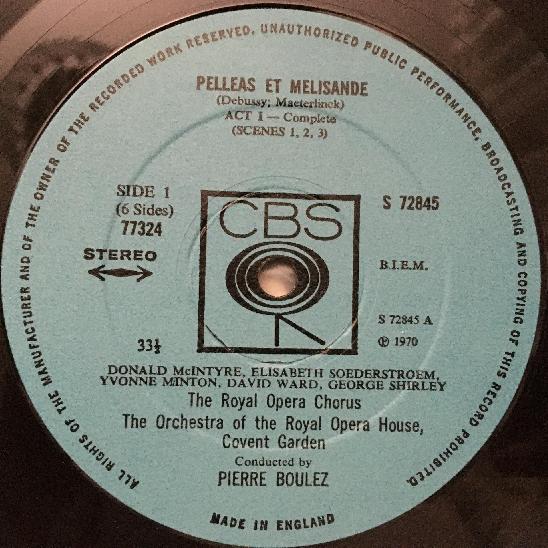 ALL RIGHTS OF THE MANUFACTURER AND OF THE OWNER OF THE RECORDED WORK RESERVED. UNAUTHORIZED PUBLIC PERFORMANCE, BROADCASTING AND COPYING OF THIS RECORD PROHIBITED.
PELLEAS ET MELISANDE
(Debussy; Maeterlinck)
ACT 1 — Complete
(SCENES 1, 2, 3)
SIDE 1
(6 Sides)
77324
STEREO
33⅓
CBS
S 72845
B.I.E.M.
S 72845 A
℗ 1970
DONALD McINTYRE, ELISABETH SOEDERSTROEM,
YVONNE MINTON, DAVID WARD, GEORGE SHIRLEY
The Royal Opera Chorus
The Orchestra of the Royal Opera House,
Covent Garden
Conducted by
PIERRE BOULEZ
MADE IN ENGLAND